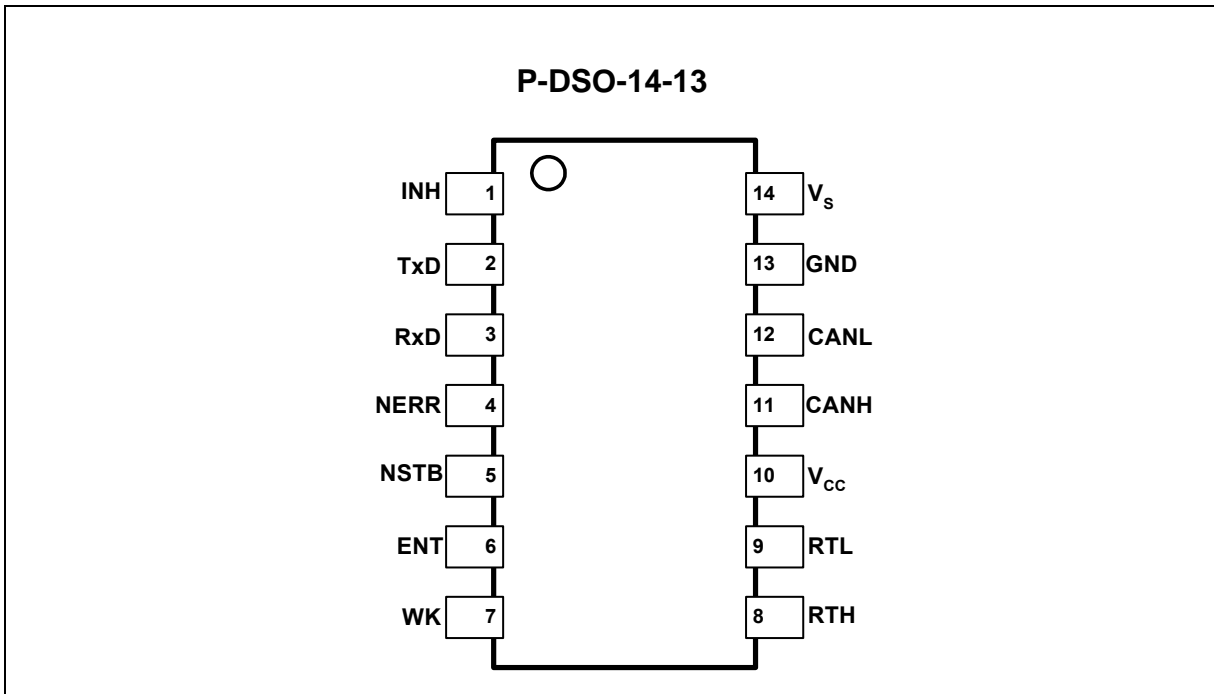 P-DSO-14-13
INH 1 14 VS
TxD 2 13 GND
RxD 3 12 CANL
NERR 4 11 CANH
NSTB 5 10 VCC
ENT 6 9 RTL
WK 7 8 RTH